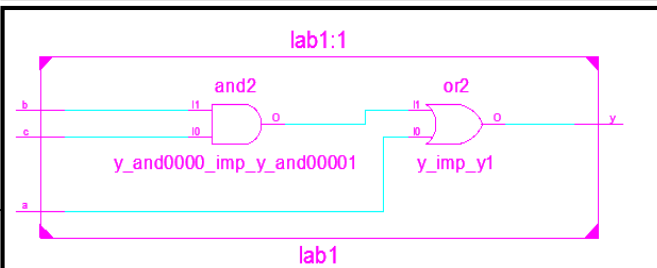 lab1:1
and2
or2
b
I1
O
I1
O
y
c
I0
I0
y_and0000_imp_y_and00001
y_imp_y1
a
lab1